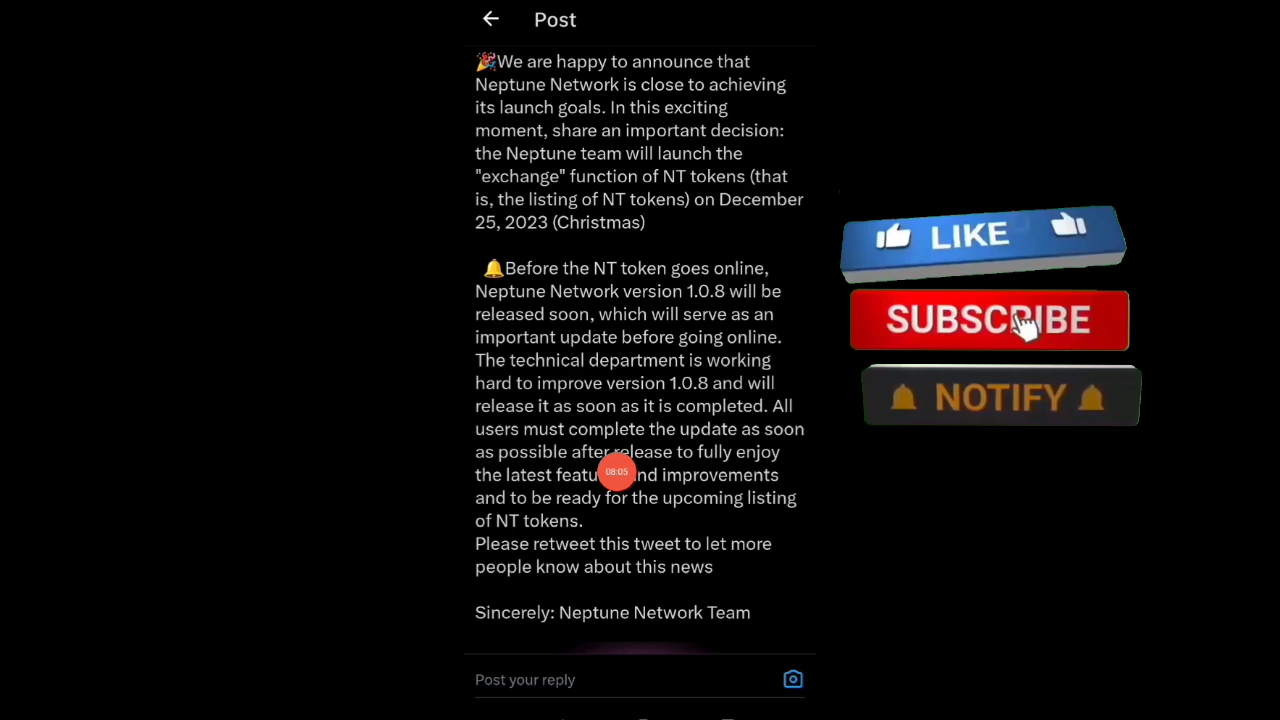 Post
🎉We are happy to announce that
Neptune Network is close to achieving
its launch goals. In this exciting
moment, share an important decision:
the Neptune team will launch the
"exchange" function of NT tokens (that
is, the listing of NT tokens) on December
25, 2023 (Christmas)
🔔Before the NT token goes online,
Neptune Network version 1.0.8 will be
released soon, which will serve as an
important update before going online.
The technical department is working
hard to improve version 1.0.8 and will
release it as soon as it is completed. All
users must complete the update as soon
as possible after release to fully enjoy
the latest and improvements
and to be ready for the upcoming listing
of NT tokens.
Please retweet this tweet to let more
people know about this news
Sincerely: Neptune Network Team
Post your reply
08:05
LIKE
SUBSCRIBE
NOTIFY